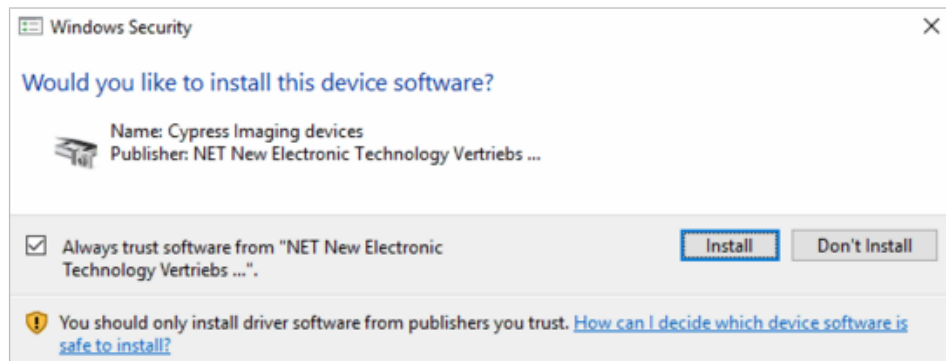 Windows Security
Would you like to install this device software?
Name: Cypress Imaging devices
Publisher: NET New Electronic Technology Vertriebs ...
Always trust software from "NET New Electronic
Technology Vertriebs ...".
Install
Don't Install
You should only install driver software from publishers you trust. How can I decide which device software is
safe to install?